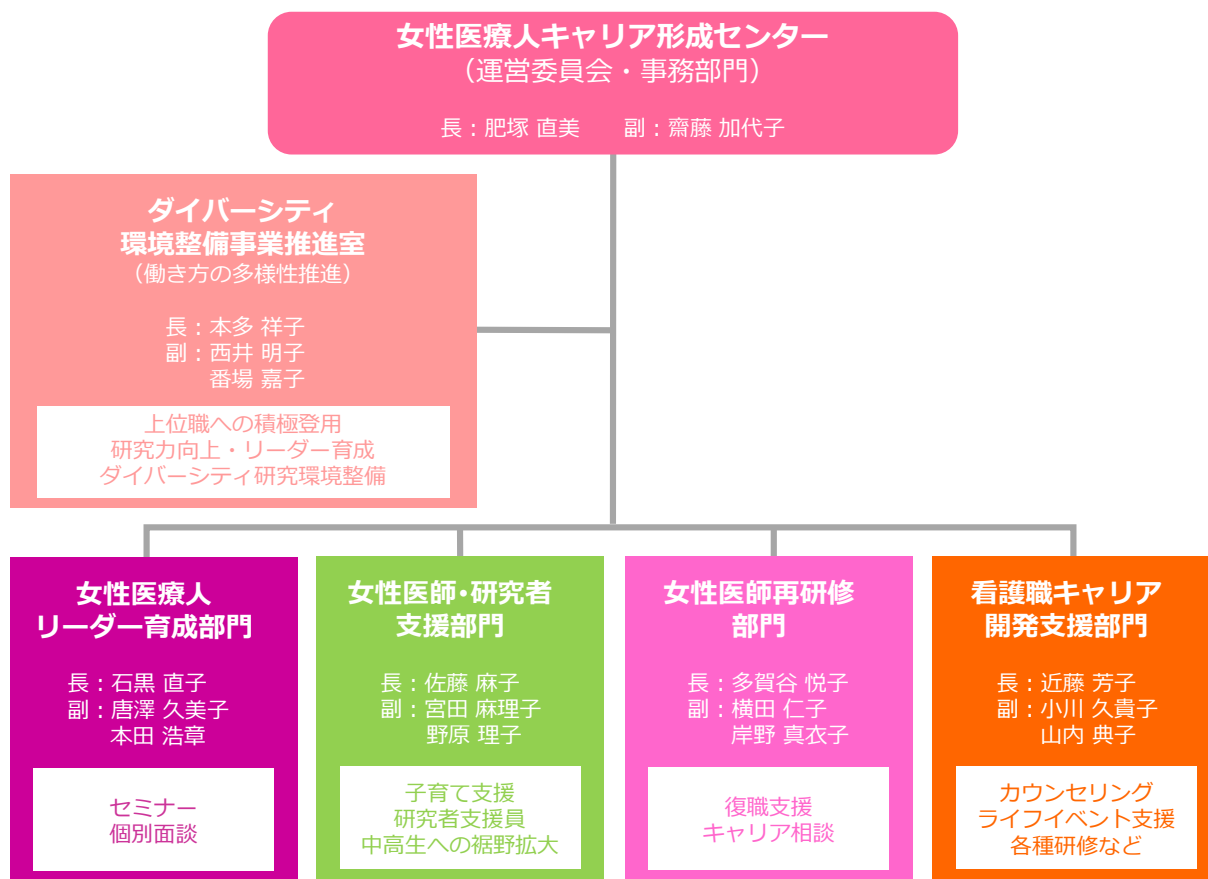 女性医療人キャリア形成センター
（運営委員会・事務部門）
長：肥塚 直美　　副：齋藤 加代子
ダイバーシティ
環境整備事業推進室
（働き方の多様性推進）
長：本多 祥子
副：西井 明子
番場 嘉子
上位職への積極登用
研究力向上・リーダー育成
ダイバーシティ研究環境整備
女性医療人
リーダー育成部門
長：石黒 直子
副：唐澤 久美子
本田 浩章
セミナー
個別面談
女性医師・研究者
支援部門
長：佐藤 麻子
副：宮田 麻理子
野原 理子
子育て支援
研究者支援員
中高生への裾野拡大
女性医師再研修
部門
長：多賀谷 悦子
副：横田 仁子
岸野 真衣子
復職支援
キャリア相談
看護職キャリア
開発支援部門
長：近藤 芳子
副：小川 久貴子
山内 典子
カウンセリング
ライフイベント支援
各種研修など